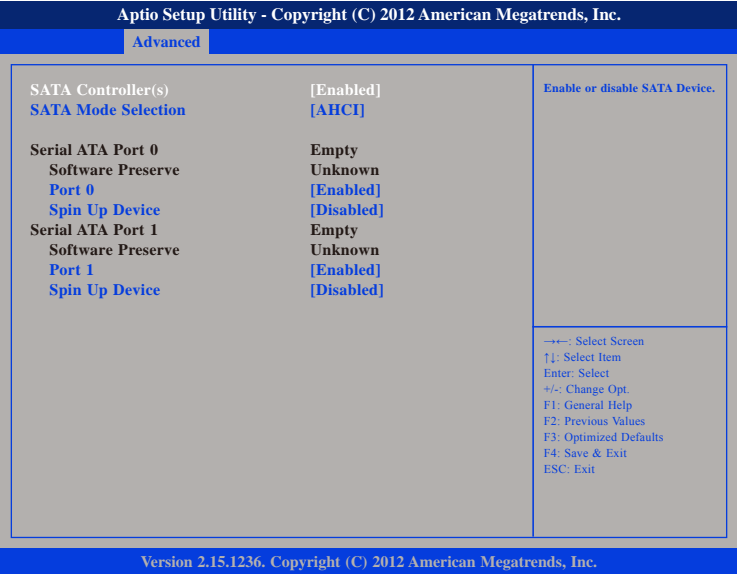 Aptio Setup Utility - Copyright (C) 2012 American Megatrends, Inc.
Advanced
SATA Controller(s) [Enabled]
SATA Mode Selection [AHCI]
Serial ATA Port 0 Empty
Software Preserve Unknown
Port 0 [Enabled]
Spin Up Device [Disabled]
Serial ATA Port 1 Empty
Software Preserve Unknown
Port 1 [Enabled]
Spin Up Device [Disabled]
Enable or disable SATA Device.
→←: Select Screen
↑↓: Select Item
Enter: Select
+/-: Change Opt.
F1: General Help
F2: Previous Values
F3: Optimized Defaults
F4: Save & Exit
ESC: Exit
Version 2.15.1236. Copyright (C) 2012 American Megatrends, Inc.